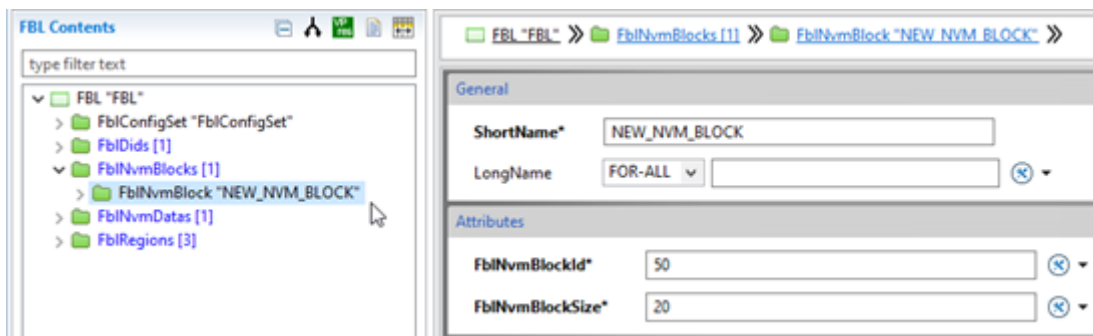 FBL Contents
type filter text
FBL "FBL"
FblConfigSet "FblConfigSet"
FblDids [1]
FblNvmBlocks [1]
FblNvmBlock "NEW_NVM_BLOCK"
FblNvmDatas [1]
FblRegions [3]
FBL "FBL" » FblNvmBlocks [1] » FblNvmBlock "NEW_NVM_BLOCK" »
General
ShortName* NEW_NVM_BLOCK
LongName FOR-ALL
Attributes
FblNvmBlockId* 50
FblNvmBlockSize* 20